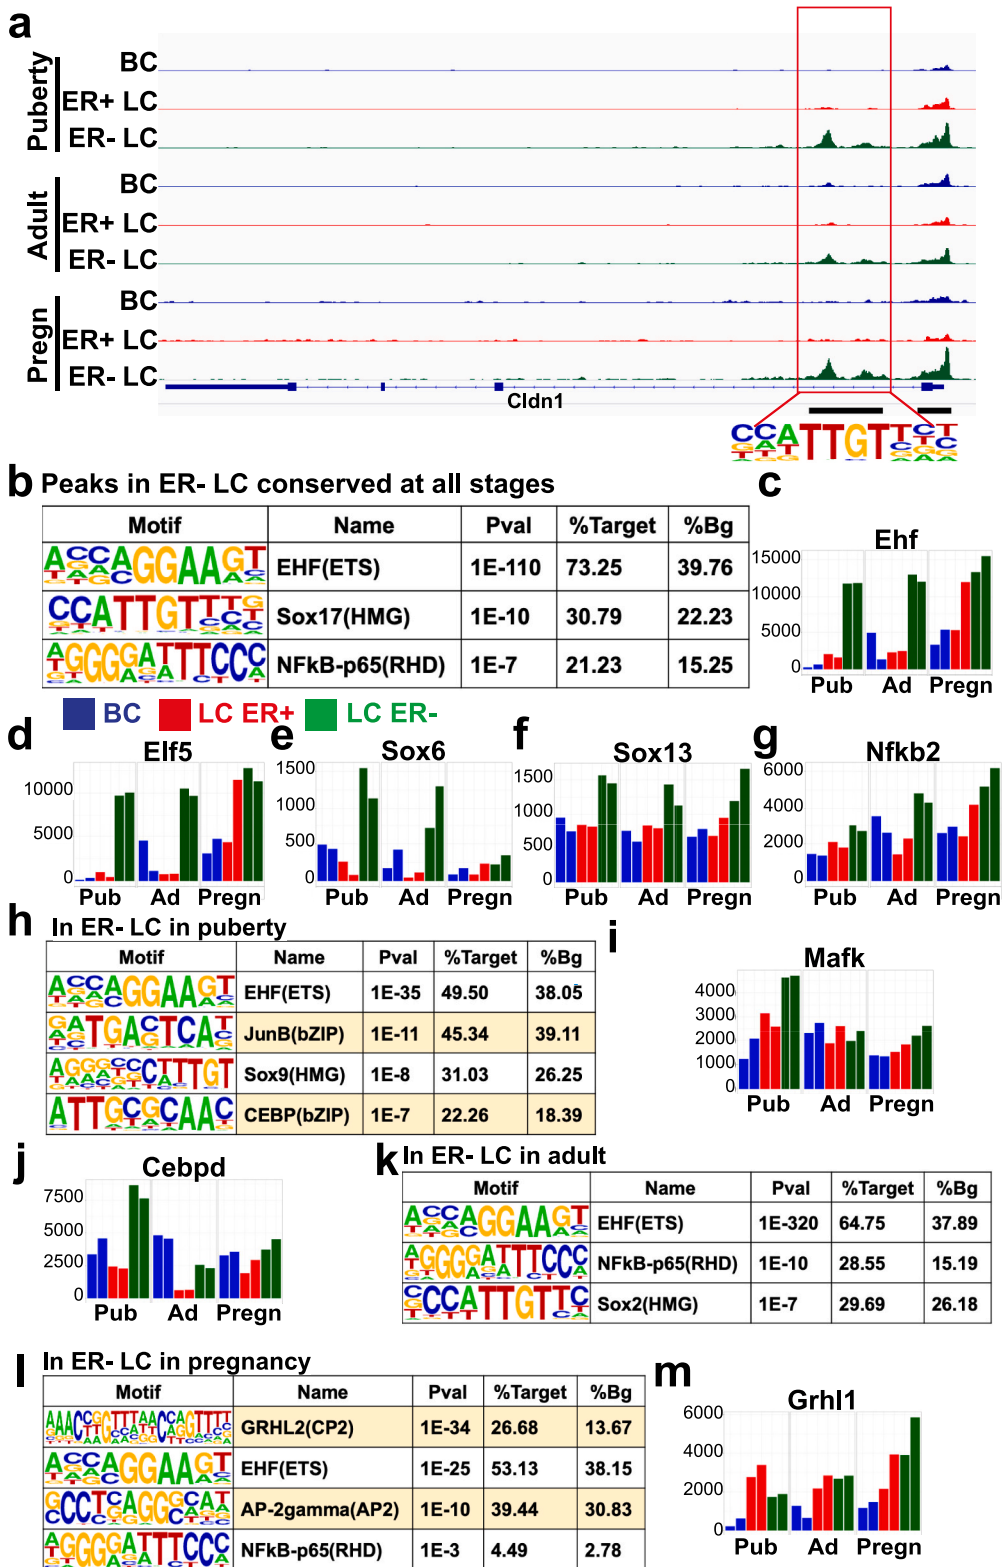 a
Puberty
BC
ER+ LC
ER- LC
Adult
BC
ER+ LC
ER- LC
Pregn
BC
ER+ LC
ER- LC
Cldn1
b Peaks in ER- LC conserved at all stages
Motif Name Pval %Target %Bg
EHF(ETS) 1E-110 73.25 39.76
Sox17(HMG) 1E-10 30.79 22.23
NFkB-p65(RHD) 1E-7 21.23 15.25
c
Ehf
15000
10000
5000
0
Pub Ad Pregn
BC LC ER+ LC ER-
d
Elf5
10000
5000
0
Pub Ad Pregn
e
Sox6
1500
1000
500
0
Pub Ad Pregn
f
Sox13
1500
1000
500
0
Pub Ad Pregn
g
Nfkb2
6000
4000
2000
0
Pub Ad Pregn
h In ER- LC in puberty
Motif Name Pval %Target %Bg
EHF(ETS) 1E-35 49.50 38.05
JunB(bZIP) 1E-11 45.34 39.11
Sox9(HMG) 1E-8 31.03 26.25
CEBP(bZIP) 1E-7 22.26 18.39
i
Mafk
4000
3000
2000
1000
0
Pub Ad Pregn
j
Cebpd
7500
5000
2500
0
Pub Ad Pregn
k In ER- LC in adult
Motif Name Pval %Target %Bg
EHF(ETS) 1E-320 64.75 37.89
NFkB-p65(RHD) 1E-10 28.55 15.19
Sox2(HMG) 1E-7 29.69 26.18
l In ER- LC in pregnancy
Motif Name Pval %Target %Bg
GRHL2(CP2) 1E-34 26.68 13.67
EHF(ETS) 1E-25 53.13 38.15
AP-2gamma(AP2) 1E-10 39.44 30.83
NFkB-p65(RHD) 1E-3 4.49 2.78
m
Grhl1
6000
4000
2000
0
Pub Ad Pregn